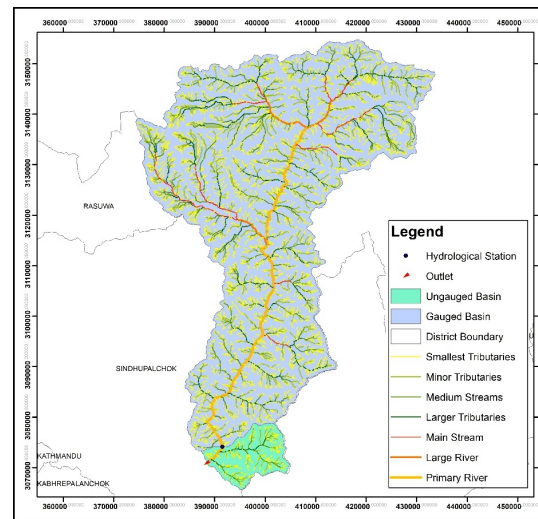 360000 370000 380000 390000 400000 410000 420000 430000 440000 450000
3150000
3140000
3130000
3120000
3110000
3100000
3090000
3080000
3070000
RASUWA
SINDHUPALCHOK
KATHMANDU
KABHREPALANCHOK
Legend
Hydrological Station
Outlet
Ungauged Basin
Gauged Basin
District Boundary
Smallest Tributaries
Minor Tributaries
Medium Streams
Larger Tributaries
Main Stream
Large River
Primary River
360000 370000 380000 390000 400000 410000 420000 430000 440000 450000